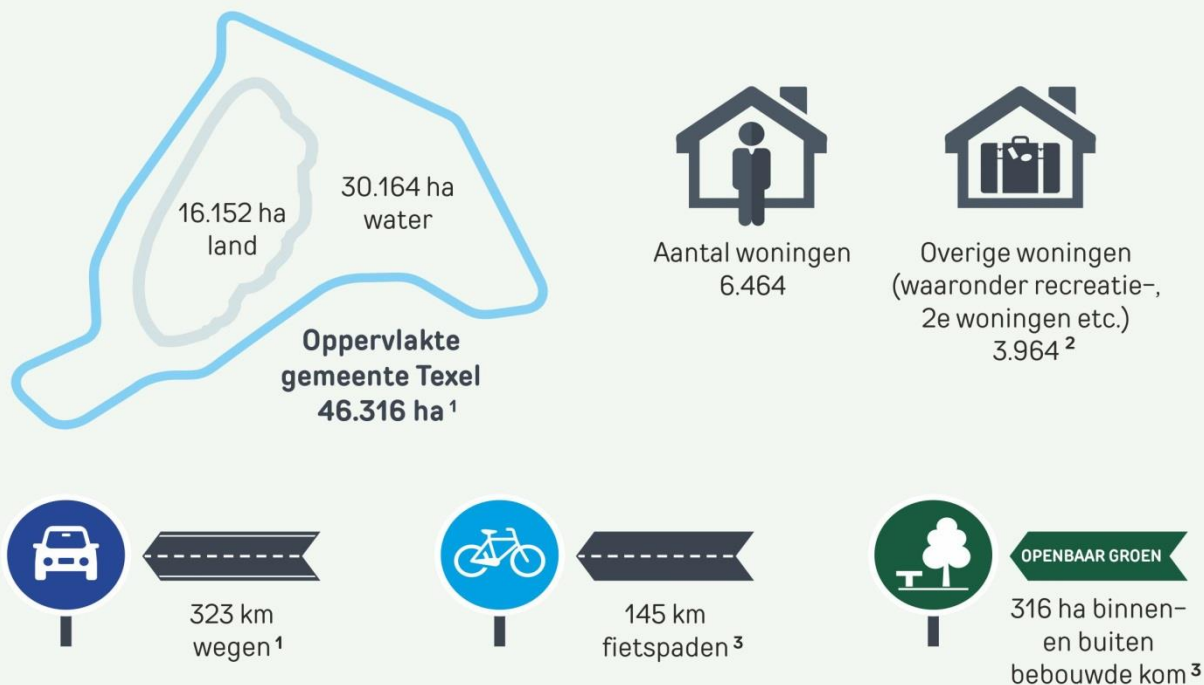 16.152 ha
land
30.164 ha
water
Oppervlakte
gemeente Texel
46.316 ha ¹
Aantal woningen
6.464
Overige woningen
(waaronder recreatie-,
2e woningen etc.)
3.964 ²
323 km
wegen ¹
145 km
fietspaden ³
OPENBAAR GROEN
316 ha binnen-
en buiten
bebouwde kom ³